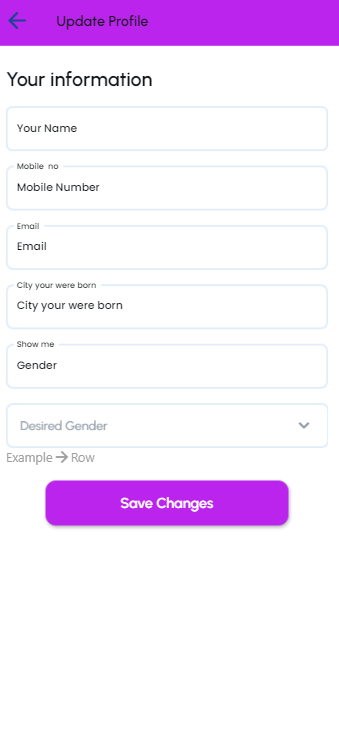 Update Profile
Your information
Your Name
Mobile no
Mobile Number
Email
Email
City your were born
City your were born
Show me
Gender
Desired Gender
Example → Row
Save Changes